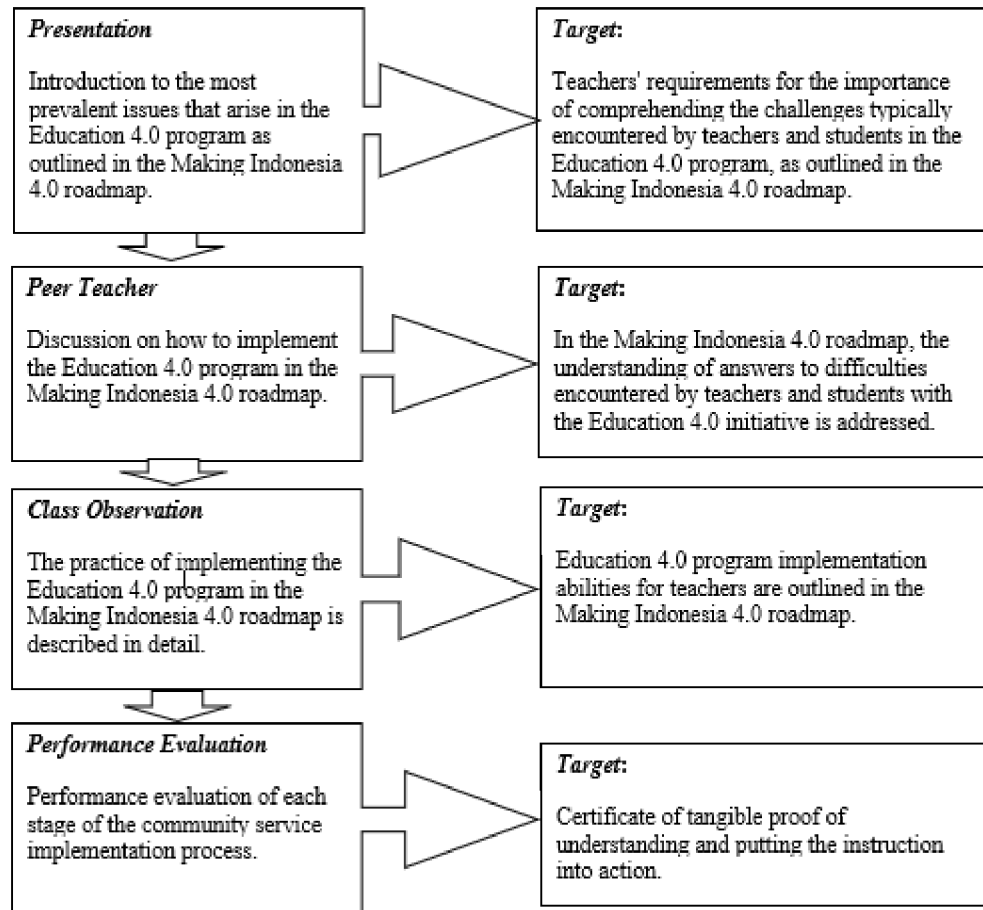 Presentation
Introduction to the most
prevalent issues that arise in the
Education 4.0 program as
outlined in the Making Indonesia
4.0 roadmap.
Target:
Teachers' requirements for the importance
of comprehending the challenges typically
encountered by teachers and students in the
Education 4.0 program, as outlined in the
Making Indonesia 4.0 roadmap.
Peer Teacher
Discussion on how to implement
the Education 4.0 program in the
Making Indonesia 4.0 roadmap.
Target:
In the Making Indonesia 4.0 roadmap, the
understanding of answers to difficulties
encountered by teachers and students with
the Education 4.0 initiative is addressed.
Class Observation
The practice of implementing the
Education 4.0 program in the
Making Indonesia 4.0 roadmap is
described in detail.
Target:
Education 4.0 program implementation
abilities for teachers are outlined in the
Making Indonesia 4.0 roadmap.
Performance Evaluation
Performance evaluation of each
stage of the community service
implementation process.
Target:
Certificate of tangible proof of
understanding and putting the instruction
into action.